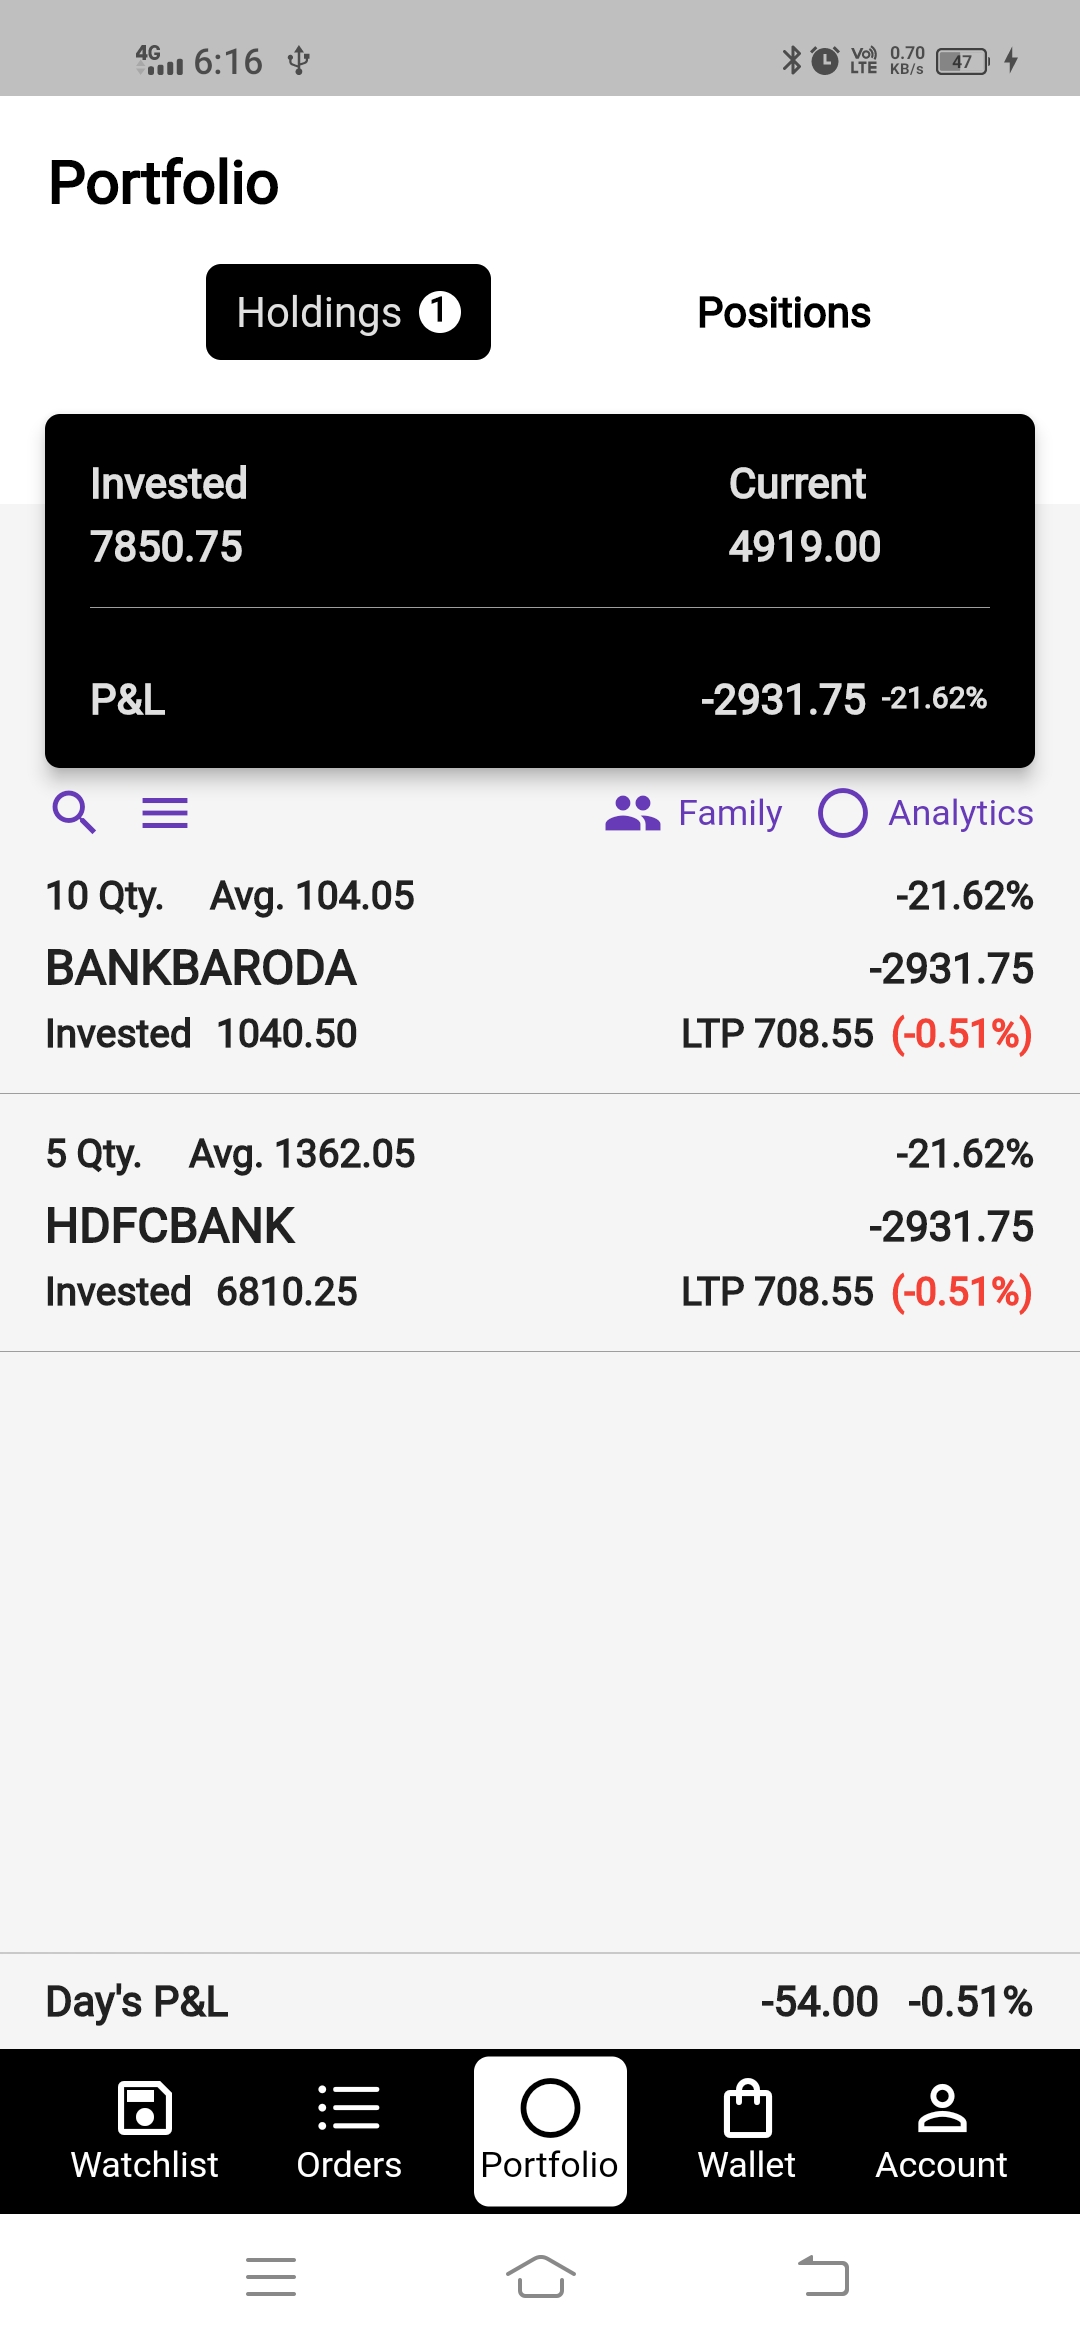 4G 6:16 Vo) LTE 0.70 KB/s 47
Portfolio
Holdings 1 Positions
Invested Current
7850.75 4919.00
P&L -2931.75 -21.62%
Family Analytics
10 Qty. Avg. 104.05 -21.62%
BANKBARODA -2931.75
Invested 1040.50 LTP 708.55 (-0.51%)
5 Qty. Avg. 1362.05 -21.62%
HDFCBANK -2931.75
Invested 6810.25 LTP 708.55 (-0.51%)
Day's P&L -54.00 -0.51%
Watchlist Orders Portfolio Wallet Account